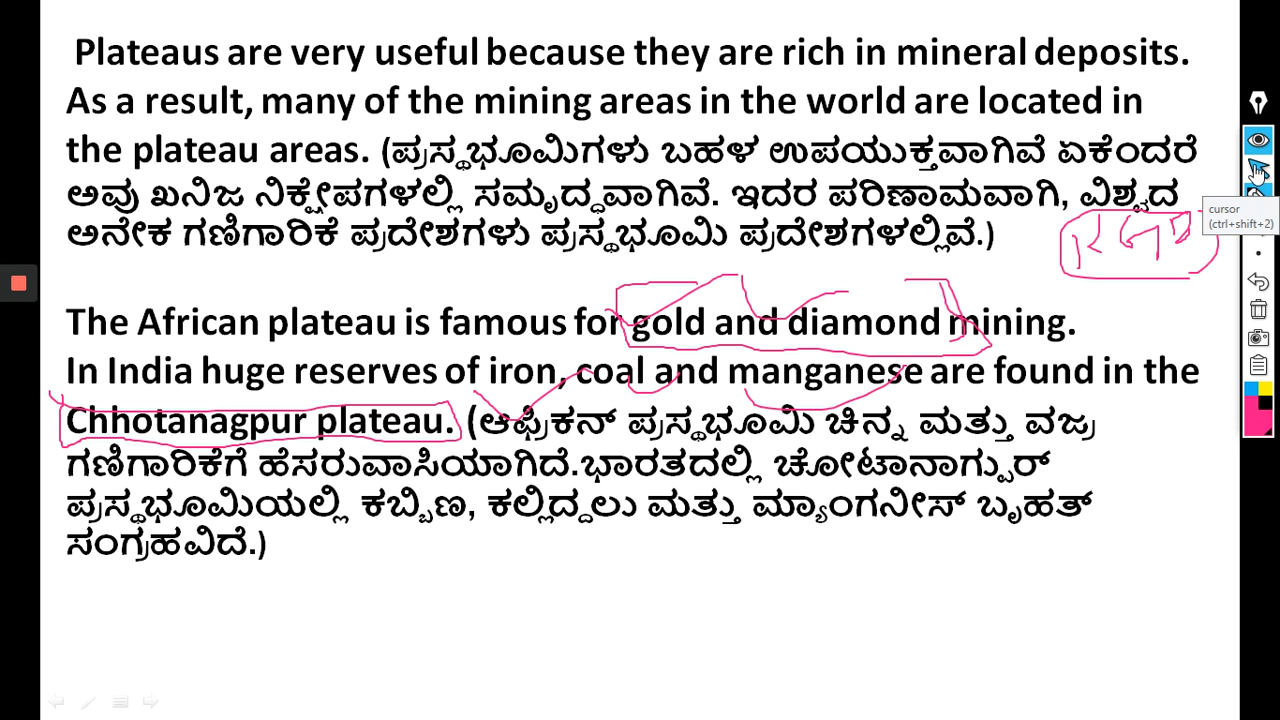 Plateaus are very useful because they are rich in mineral deposits.
As a result, many of the mining areas in the world are located in
the plateau areas. (ಪ್ರಸ್ಥಭೂಮಿಗಳು ಬಹಳ ಉಪಯುಕ್ತವಾಗಿವೆ ಏಕೆಂದರೆ
ಅವು ಖನಿಜ ನಿಕ್ಷೇಪಗಳಲ್ಲಿ ಸಮೃದ್ಧವಾಗಿವೆ. ಇದರ ಪರಿಣಾಮವಾಗಿ, ವಿಶ್ವದ
ಅನೇಕ ಗಣಿಗಾರಿಕೆ ಪ್ರದೇಶಗಳು ಪ್ರಸ್ಥಭೂಮಿ ಪ್ರದೇಶಗಳಲ್ಲಿವೆ.)
cursor
(ctrl+shift+2)
The African plateau is famous for gold and diamond mining.
In India huge reserves of iron, coal and manganese are found in the
Chhotanagpur plateau. (ಆಫ್ರಿಕನ್ ಪ್ರಸ್ಥಭೂಮಿ ಚಿನ್ನ ಮತ್ತು ವಜ್ರ
ಗಣಿಗಾರಿಕೆಗೆ ಹೆಸರುವಾಸಿಯಾಗಿದೆ.ಭಾರತದಲ್ಲಿ ಚೋಟಾನಾಗ್ಪುರ್
ಪ್ರಸ್ಥಭೂಮಿಯಲ್ಲಿ ಕಬ್ಬಿಣ, ಕಲ್ಲಿದ್ದಲು ಮತ್ತು ಮ್ಯಾಂಗನೀಸ್ ಬೃಹತ್
ಸಂಗ್ರಹವಿದೆ.)